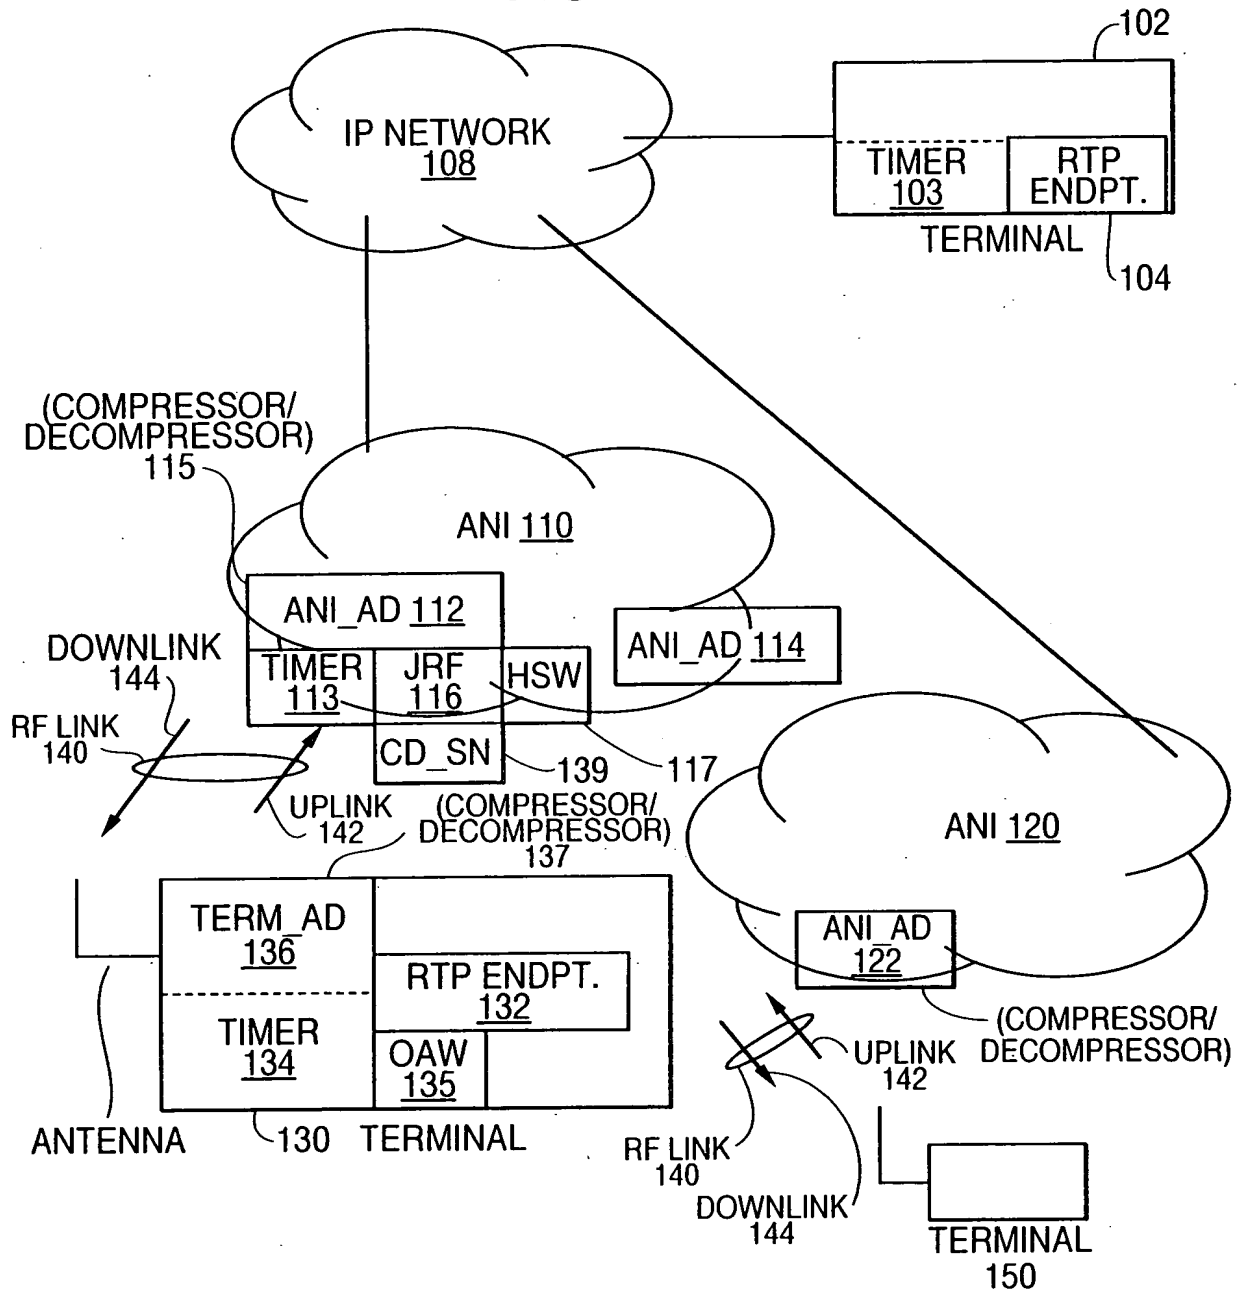 102
IP NETWORK
108
TIMER
103
RTP
ENDPT.
TERMINAL
104
(COMPRESSOR/
DECOMPRESSOR)
115
ANI 110
ANI_AD 112
ANI_AD 114
DOWNLINK
144
TIMER
113
JRF
116
HSW
RF LINK
140
CD_SN
139
117
UPLINK
142
(COMPRESSOR/
DECOMPRESSOR)
137
ANI 120
TERM_AD
136
ANI_AD
122
RTP ENDPT.
132
TIMER
134
OAW
135
(COMPRESSOR/
DECOMPRESSOR)
UPLINK
142
ANTENNA
130
TERMINAL
RF LINK
140
DOWNLINK
144
TERMINAL
150